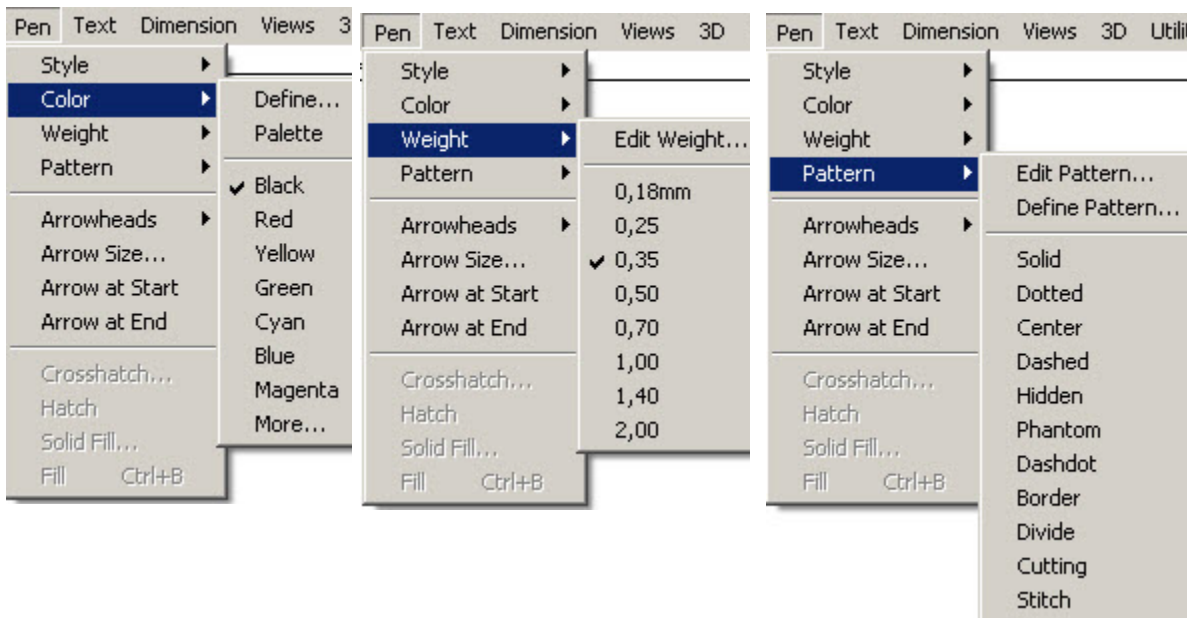 Pen Text Dimension Views 3
Style
Color
Weight
Pattern
Arrowheads
Arrow Size...
Arrow at Start
Arrow at End
Crosshatch...
Hatch
Solid Fill...
Fill Ctrl+B
Define...
Palette
Black
Red
Yellow
Green
Cyan
Blue
Magenta
More...
Pen Text Dimension Views 3D
Style
Color
Weight
Pattern
Arrowheads
Arrow Size...
Arrow at Start
Arrow at End
Crosshatch...
Hatch
Solid Fill...
Fill Ctrl+B
Edit Weight...
0,18mm
0,25
0,35
0,50
0,70
1,00
1,40
2,00
Pen Text Dimension Views 3D Utili
Style
Color
Weight
Pattern
Arrowheads
Arrow Size...
Arrow at Start
Arrow at End
Crosshatch...
Hatch
Solid Fill...
Fill Ctrl+B
Edit Pattern...
Define Pattern...
Solid
Dotted
Center
Dashed
Hidden
Phantom
Dashdot
Border
Divide
Cutting
Stitch